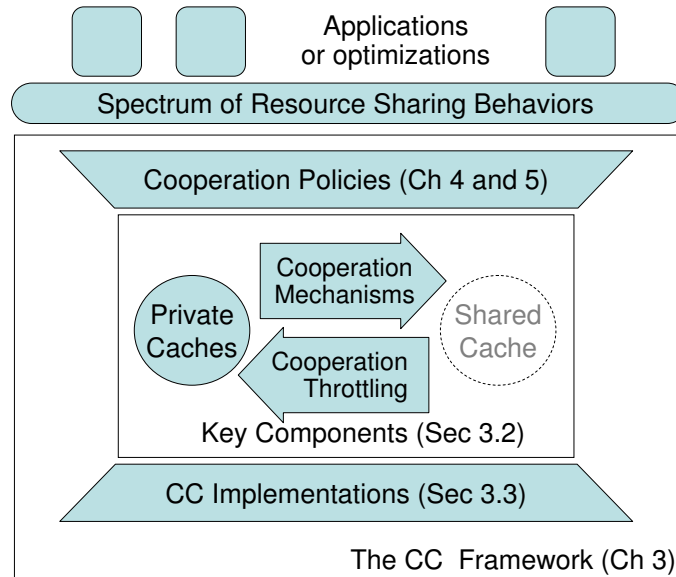 Applications
or optimizations
Spectrum of Resource Sharing Behaviors
Cooperation Policies (Ch 4 and 5)
Cooperation
Mechanisms
Private
Caches
Shared
Cache
Cooperation
Throttling
Key Components (Sec 3.2)
CC Implementations (Sec 3.3)
The CC Framework (Ch 3)